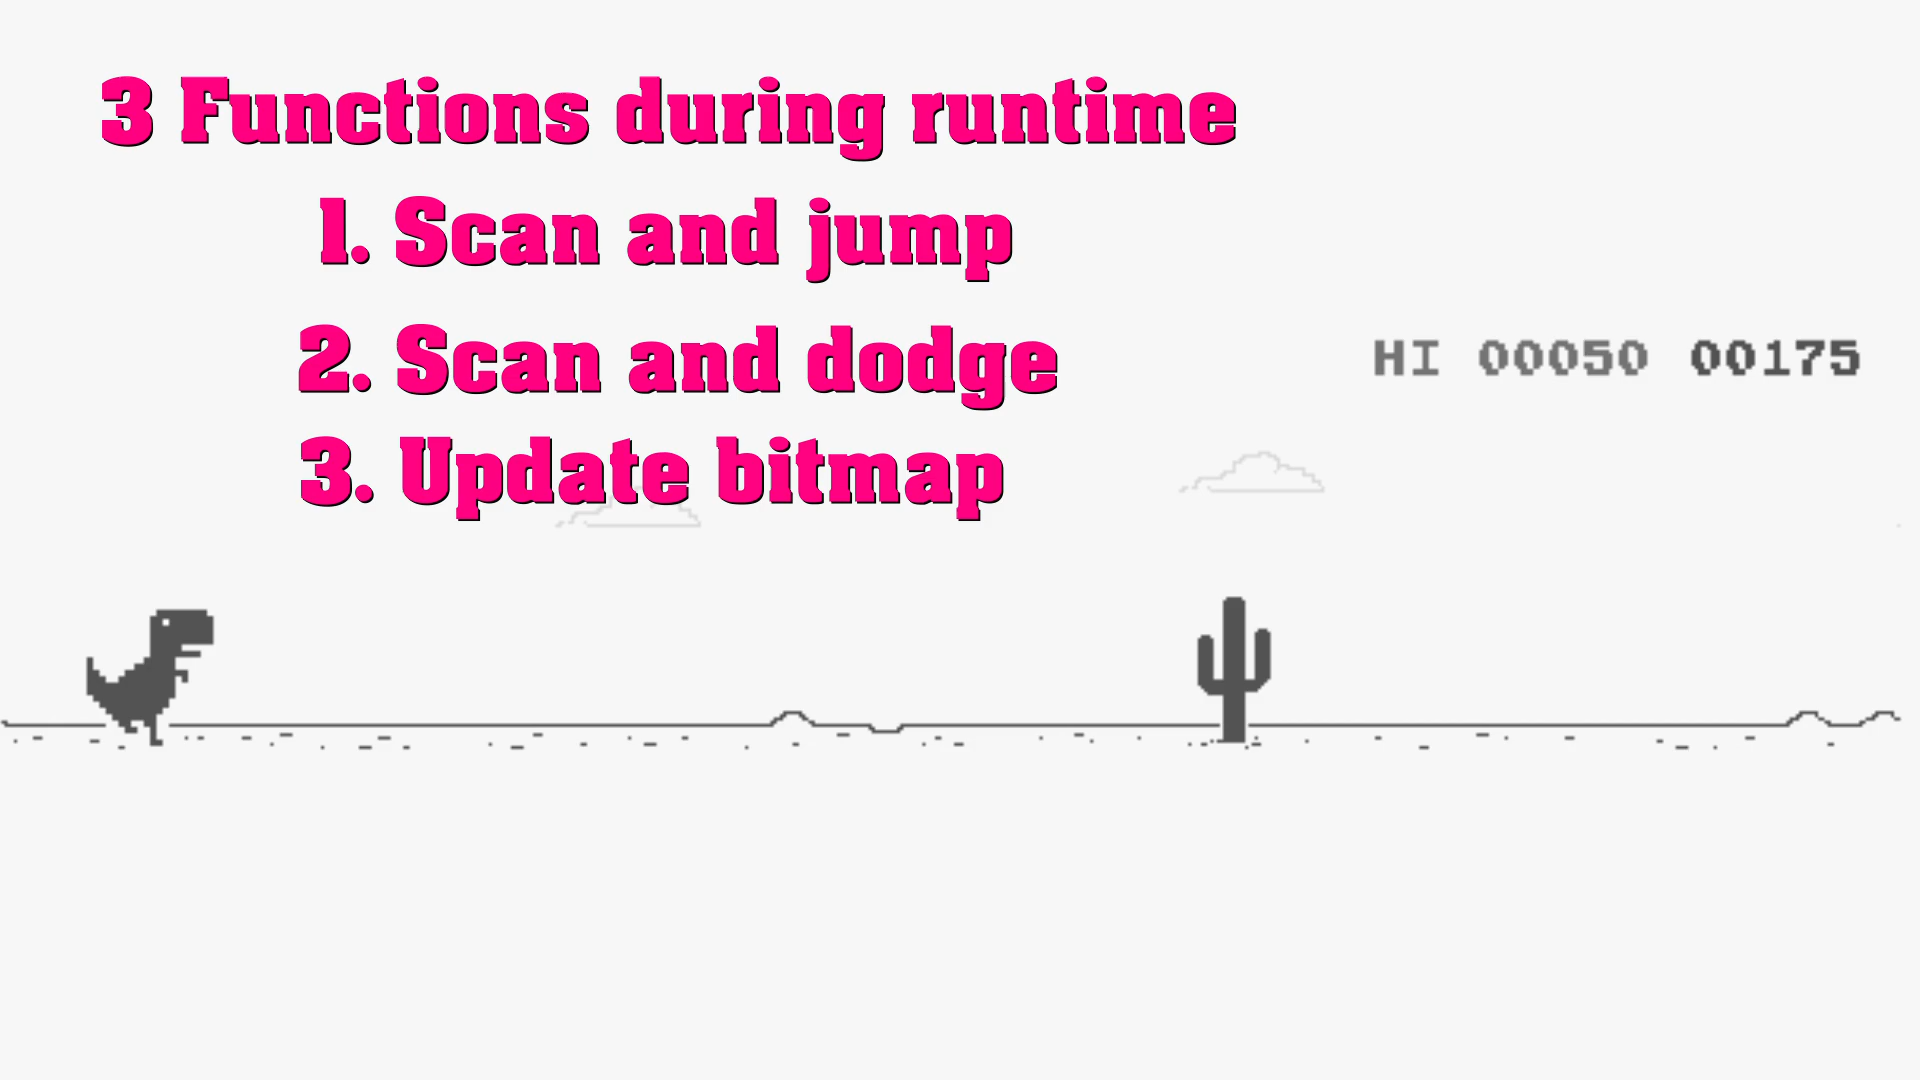 3 Functions during runtime
1. Scan and jump
2. Scan and dodge
HI 00050 00175
3. Update bitmap